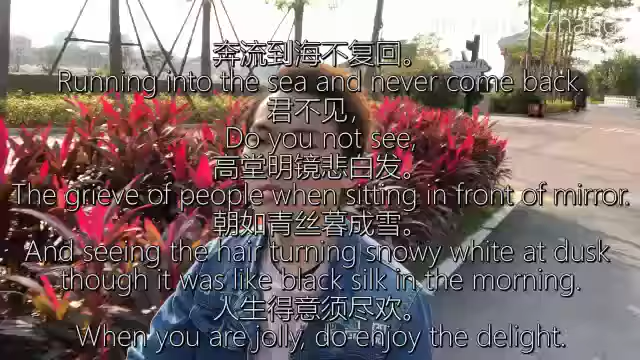 Zhang
奔流到海不复回。
Running into the sea and never come back.
君不见，
Do you not see,
高堂明镜悲白发。
The grieve of people when sitting in front of mirror.
朝如青丝暮成雪。
And seeing the hair turning snowy white at dusk
though it was like black silk in the morning.
人生得意须尽欢。
When you are jolly, do enjoy the delight.